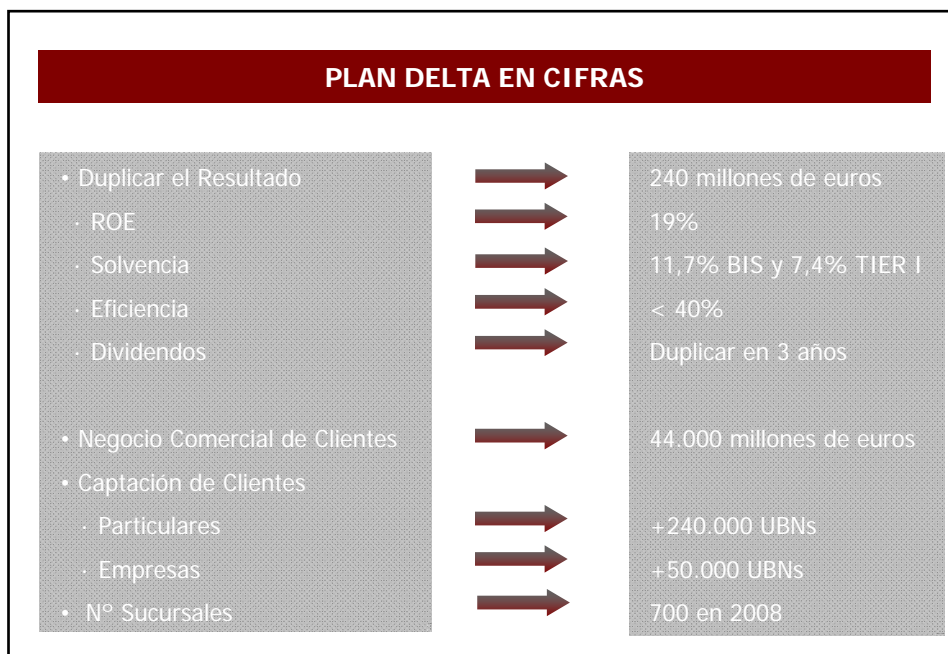 PLAN DELTA EN CIFRAS
• Duplicar el Resultado 240 millones de euros
· ROE 19%
· Solvencia 11,7% BIS y 7,4% TIER I
· Eficiencia < 40%
· Dividendos Duplicar en 3 años
• Negocio Comercial de Clientes 44.000 millones de euros
• Captación de Clientes
· Particulares +240.000 UBNs
· Empresas +50.000 UBNs
• Nº Sucursales 700 en 2008